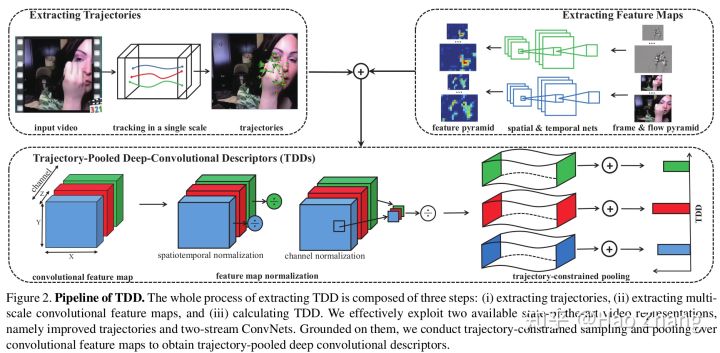 Extracting Trajectories
Extracting Feature Maps
input video
tracking in a single scale
trajectories
feature pyramid
spatial & temporal nets
frame & flow pyramid
Trajectory-Pooled Deep-Convolutional Descriptors (TDDs)
channel
Y
X
convolutional feature map
spatiotemporal normalization
channel normalization
feature map normalization
trajectory-constrained pooling
TDD
Figure 2. Pipeline of TDD. The whole process of extracting TDD is composed of three steps: (i) extracting trajectories, (ii) extracting multi-
scale convolutional feature maps, and (iii) calculating TDD. We effectively exploit two available state-of-the-art video representations,
namely improved trajectories and two-stream ConvNets. Grounded on them, we conduct trajectory-constrained sampling and pooling over
convolutional feature maps to obtain trajectory-pooled deep convolutional descriptors.
知乎 @Hao Zhang